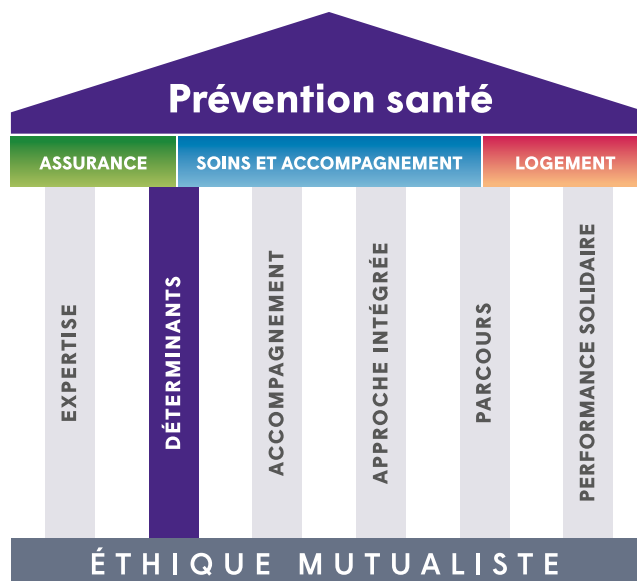 Prévention santé
ASSURANCE
SOINS ET ACCOMPAGNEMENT
LOGEMENT
EXPERTISE
DÉTERMINANTS
ACCOMPAGNEMENT
APPROCHE INTÉGRÉE
PARCOURS
PERFORMANCE SOLIDAIRE
ÉTHIQUE MUTUALISTE